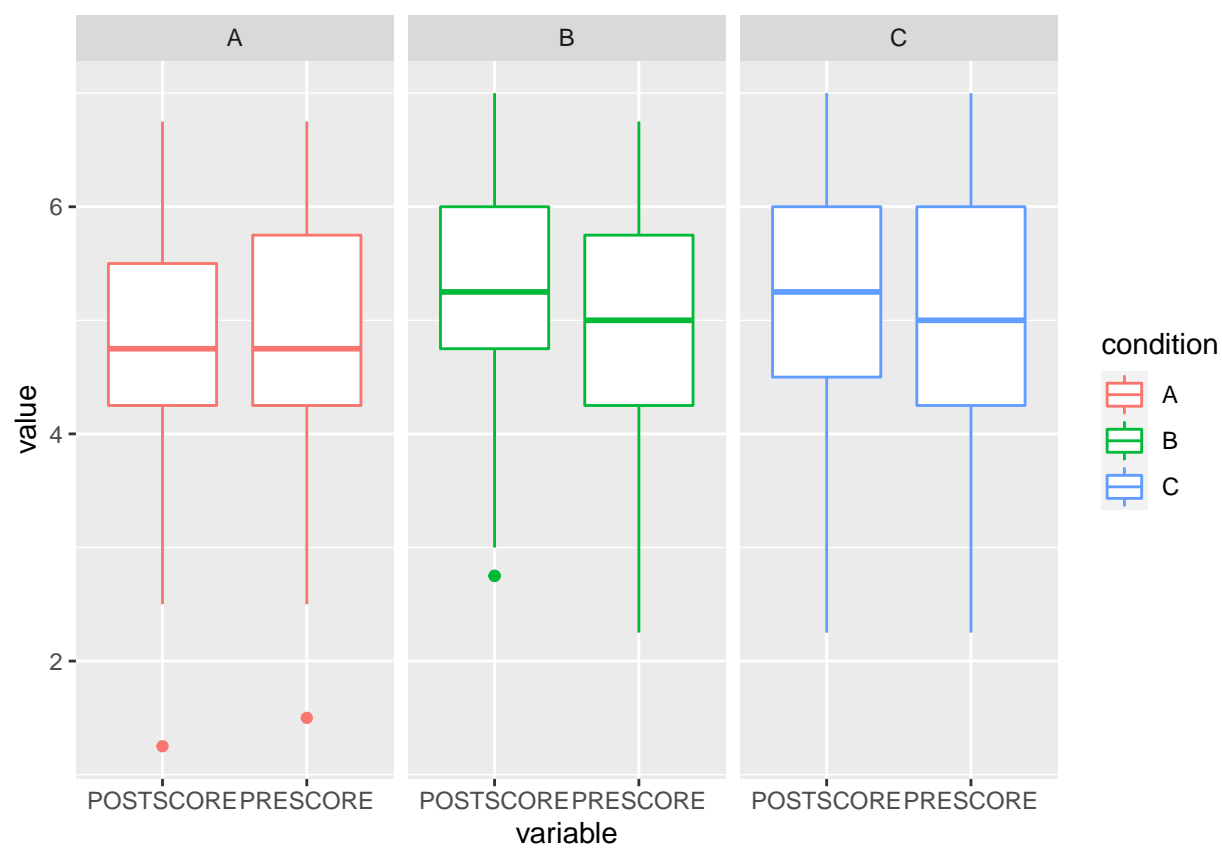 A B C
6
4
2
value
POSTSCORE PRESCORE POSTSCORE PRESCORE POSTSCORE PRESCORE
variable
condition
A
B
C